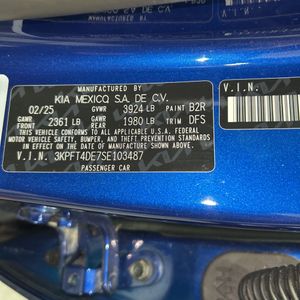 MANUFACTURED BY
KIA MEXICO S.A. DE C.V.
02/25 GVWR 3924 LB
GAWR 2361 LB GAWR 1980 LB PAINT B2R
TRIM DFS
THIS VEHICLE CONFORMS TO ALL APPLICABLE U.S. FEDERAL
MOTOR VEHICLE SAFETY, BUMPER, AND THEFT PREVENTION
STANDARDS IN EFFECT ON THE DATE OF MANUFACTURE SHOWN ABOVE.
V.I.N. 3KPFT4DE7SE103487
PASSENGER CAR
V.I.N.